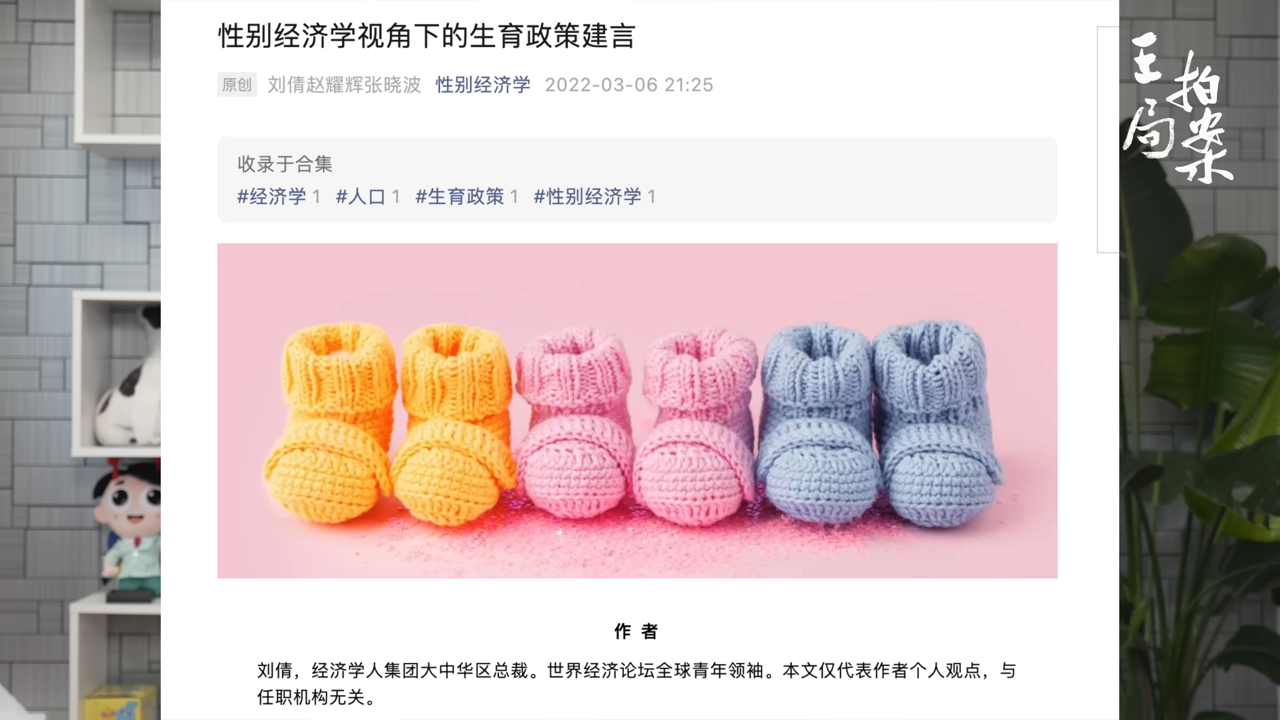 性别经济学视角下的生育政策建言
原创 刘倩赵耀辉张晓波 性别经济学 2022-03-06 21:25
收录于合集
#经济学 1 #人口 1 #生育政策 1 #性别经济学 1
作 者
刘倩，经济学人集团大中华区总裁。世界经济论坛全球青年领袖。本文仅代表作者个人观点，与
任职机构无关。
王局拍案